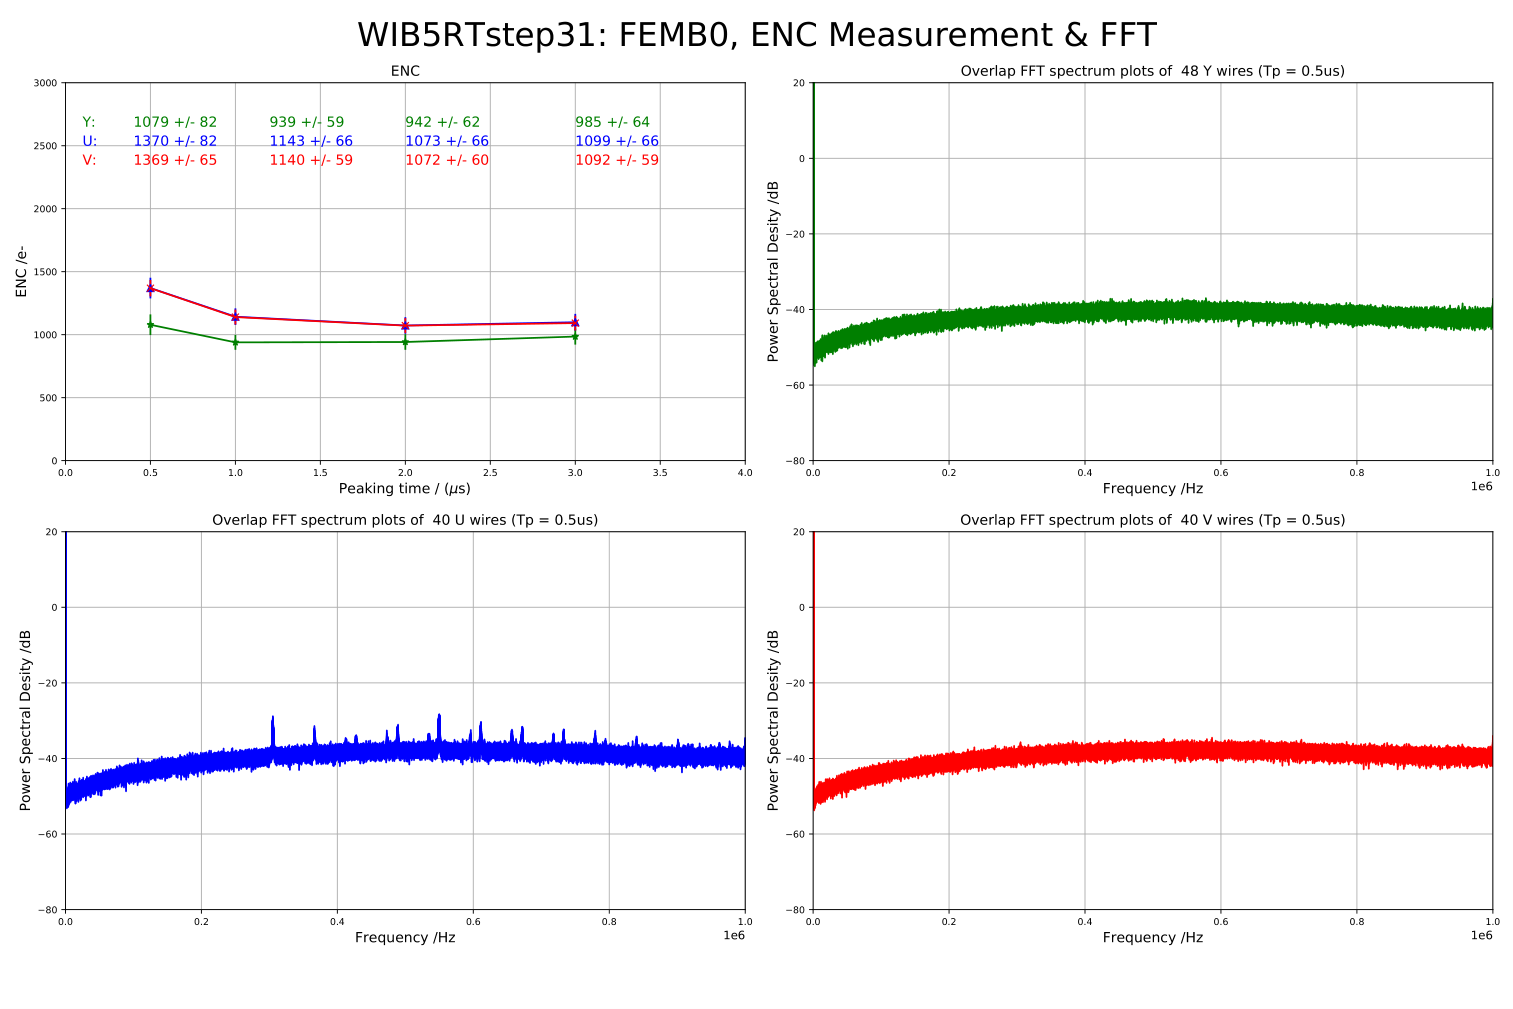 WIB5RTstep31: FEMB0, ENC Measurement & FFT
ENC
3000
2500
2000
1500
1000
500
0
ENC /e-
Y: 1079 +/- 82 939 +/- 59 942 +/- 62 985 +/- 64
U: 1370 +/- 82 1143 +/- 66 1073 +/- 66 1099 +/- 66
V: 1369 +/- 65 1140 +/- 59 1072 +/- 60 1092 +/- 59
0.0 0.5 1.0 1.5 2.0 2.5 3.0 3.5 4.0
Peaking time / (μs)
Overlap FFT spectrum plots of  48 Y wires (Tp = 0.5us)
20
0
−20
−40
−60
−80
Power Spectral Desity /dB
0.0 0.2 0.4 0.6 0.8 1.0
1e6
Frequency /Hz
Overlap FFT spectrum plots of  40 U wires (Tp = 0.5us)
20
0
−20
−40
−60
−80
Power Spectral Desity /dB
0.0 0.2 0.4 0.6 0.8 1.0
1e6
Frequency /Hz
Overlap FFT spectrum plots of  40 V wires (Tp = 0.5us)
20
0
−20
−40
−60
−80
Power Spectral Desity /dB
0.0 0.2 0.4 0.6 0.8 1.0
1e6
Frequency /Hz